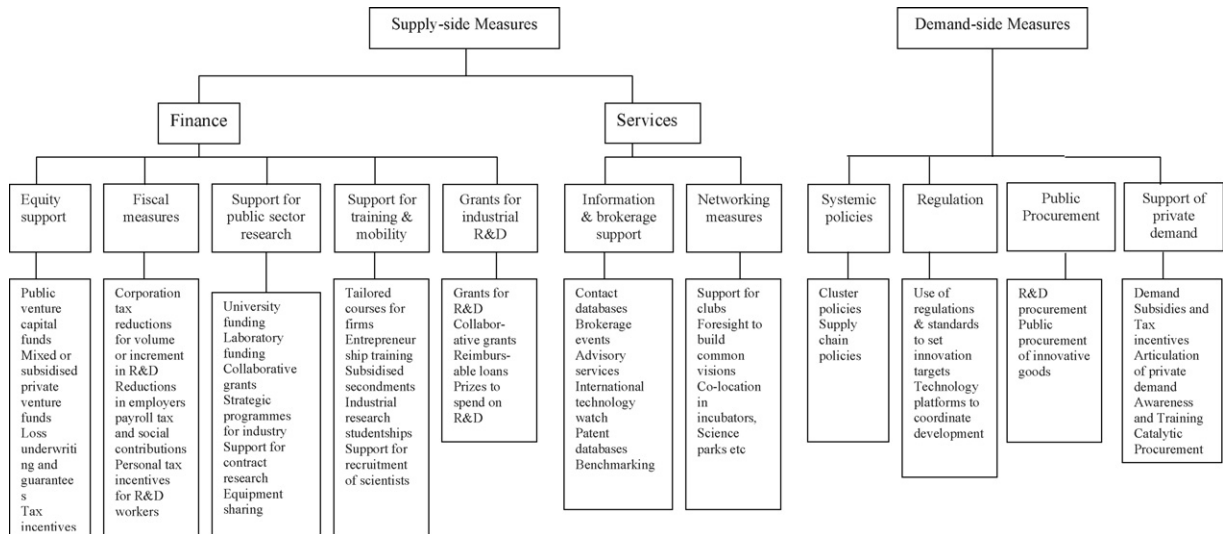 Supply-side Measures
Demand-side Measures
Finance
Services
Equity
support
Fiscal
measures
Support for
public sector
research
Support for
training &
mobility
Grants for
industrial
R&D
Information
& brokerage
support
Networking
measures
Systemic
policies
Regulation
Public
Procurement
Support of
private
demand
Public
venture
capital
funds
Mixed or
subsidised
private
venture
funds
Loss
underwriti
ng and
guarantee
s
Tax
incentives
Corporation
tax
reductions
for volume
or increment
in R&D
Reductions
in employers
payroll tax
and social
contributions
Personal tax
incentives
for R&D
workers
University
funding
Laboratory
funding
Collaborative
grants
Strategic
programmes
for industry
Support for
contract
research
Equipment
sharing
Tailored
courses for
firms
Entrepreneur
ship training
Subsidised
secondments
Industrial
research
studentships
Support for
recruitment
of scientists
Grants for
R&D
Collabor-
ative grants
Reimburs-
able loans
Prizes to
spend on
R&D
Contact
databases
Brokerage
events
Advisory
services
International
technology
watch
Patent
databases
Benchmarking
Support for
clubs
Foresight to
build
common
visions
Co-location
in
incubators,
Science
parks etc
Cluster
policies
Supply
chain
policies
Use of
regulations
& standards
to set
innovation
targets
Technology
platforms to
coordinate
development
R&D
procurement
Public
procurement
of innovative
goods
Demand
Subsidies and
Tax
incentives
Articulation
of private
demand
Awareness
and Training
Catalytic
Procurement